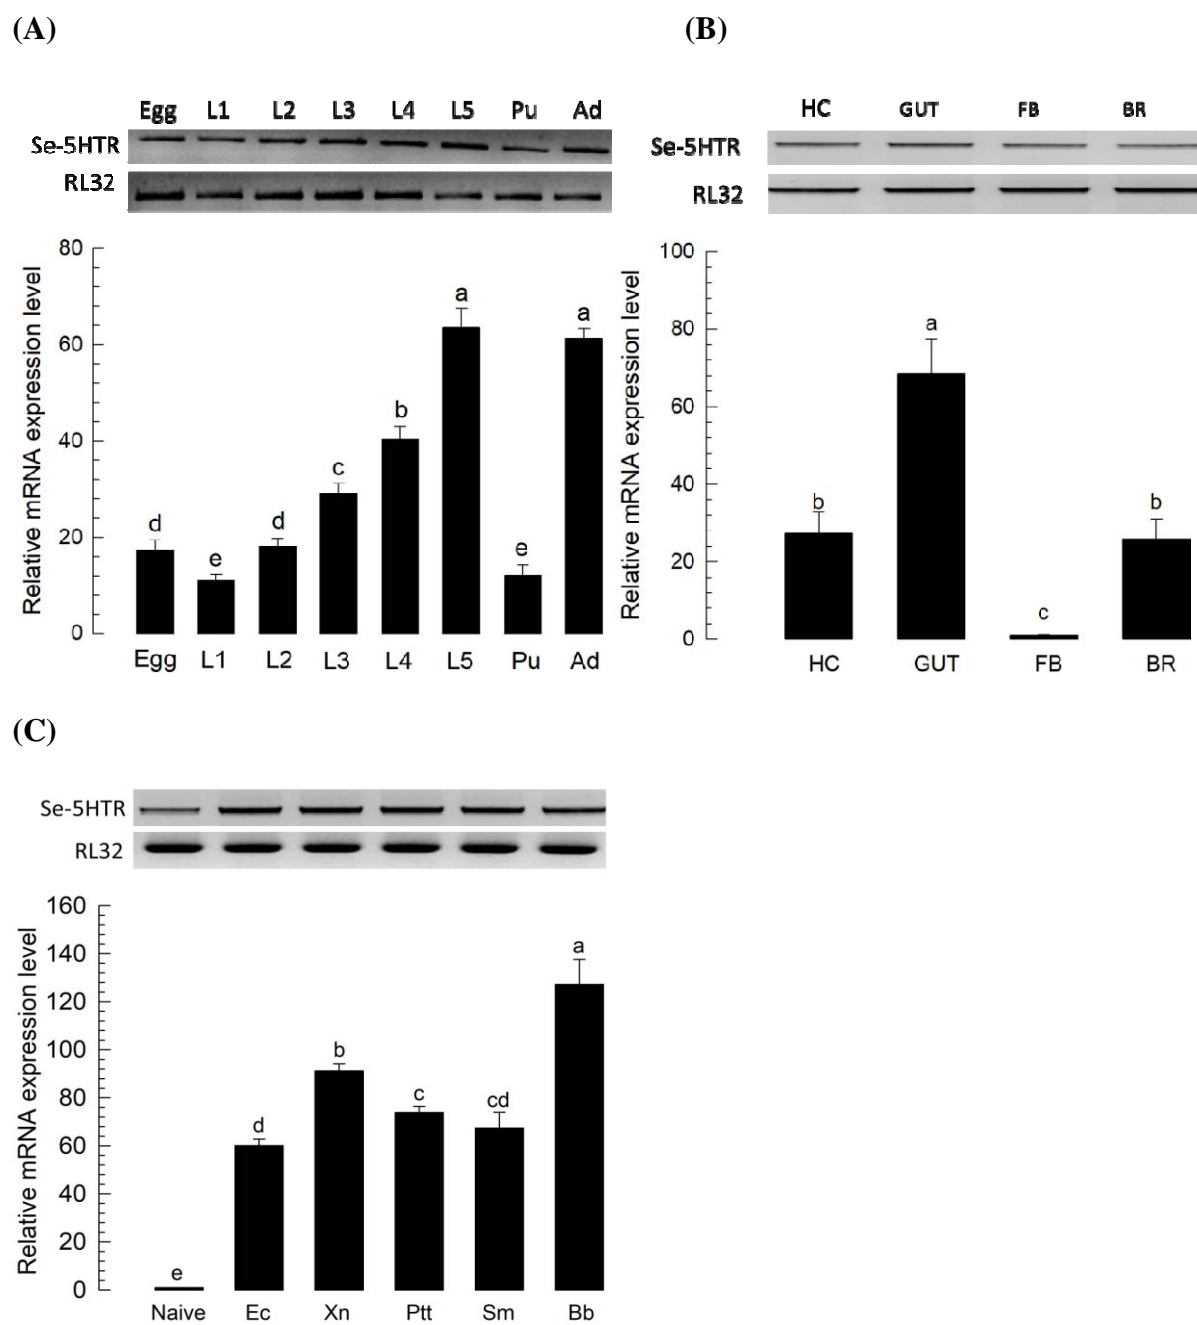 (A)
Egg L1 L2 L3 L4 L5 Pu Ad
Se-5HTR
RL32
80
60
40
20
0
Relative mRNA expression level
d e d c b a e a
Egg L1 L2 L3 L4 L5 Pu Ad
(B)
HC GUT FB BR
Se-5HTR
RL32
100
80
60
40
20
0
Relative mRNA expression level
b a c b
HC GUT FB BR
(C)
Se-5HTR
RL32
160
140
120
100
80
60
40
20
0
Relative mRNA expression level
e d b c cd a
Naive Ec Xn Ptt Sm Bb